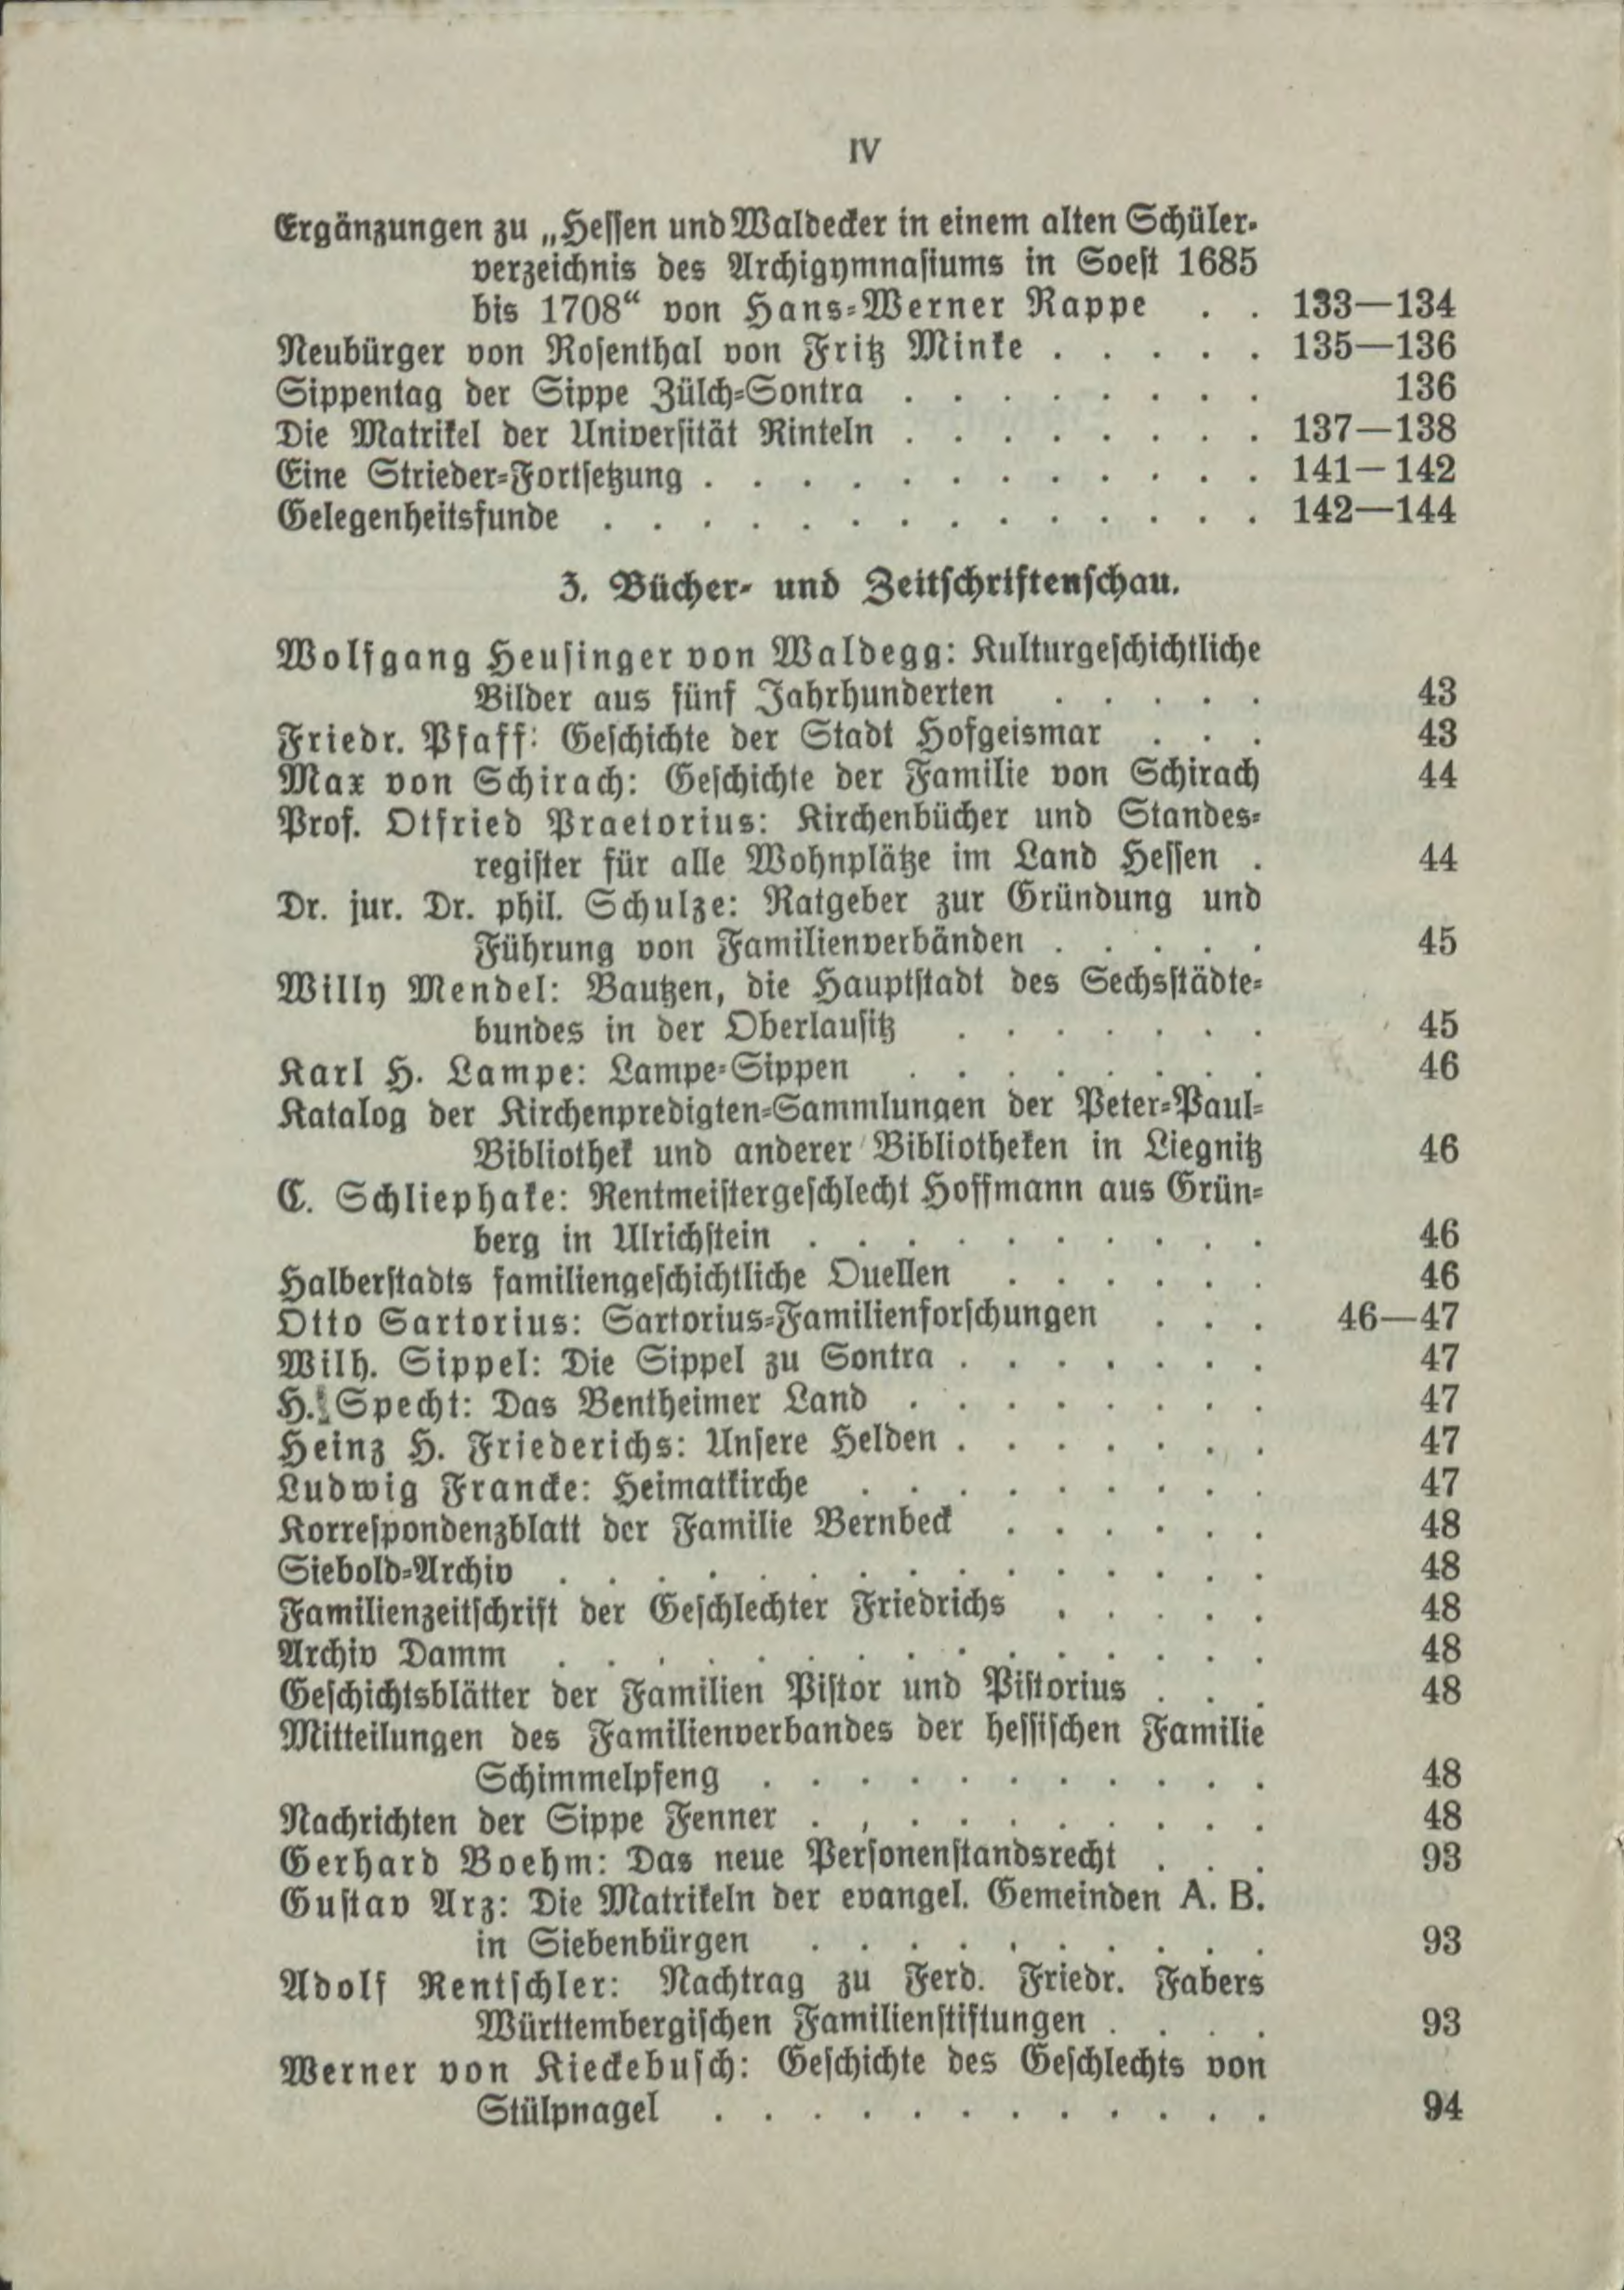 IV
Ergänzungen zu „Hessen und Waldecker in einem alten Schüler-
verzeichnis des Archigymnasiums in Soest 1685
bis 1708“ von Hans-Werner Rappe . . 133—134
Neubürger von Rosenthal von Fritz Minke . . . . . 135—136
Sippentag der Sippe Zülch-Sontra . . . . . . . . 136
Die Matrikel der Universität Rinteln . . . . . . . . 137—138
Eine Strieder-Fortsetzung . . . . . . . . . . . . 141—142
Gelegenheitsfunde . . . . . . . . . . . . . . 142—144
3. Bücher- und Zeitschriftenschau.
Wolfgang Heusinger von Waldegg: Kulturgeschichtliche
Bilder aus fünf Jahrhunderten . . . . . 43
Friedr. Pfaff: Geschichte der Stadt Hofgeismar . . . 43
Max von Schirach: Geschichte der Familie von Schirach 44
Prof. Otfried Praetorius: Kirchenbücher und Standes-
register für alle Wohnplätze im Land Hessen . 44
Dr. jur. Dr. phil. Schulze: Ratgeber zur Gründung und
Führung von Familienverbänden . . . . . 45
Willy Mendel: Bautzen, die Hauptstadt des Sechsstädte-
bundes in der Oberlausitz . . . . . . . 45
Karl H. Lampe: Lampe-Sippen . . . . . . . . 46
Katalog der Kirchenpredigten-Sammlungen der Peter-Paul-
Bibliothek und anderer Bibliotheken in Liegnitz 46
C. Schliephake: Rentmeistergeschlecht Hoffmann aus Grün-
berg in Ulrichstein . . . . . . . . . . 46
Halberstadts familiengeschichtliche Quellen . . . . . . 46
Otto Sartorius: Sartorius-Familienforschungen . . . 46—47
Wilh. Sippel: Die Sippel zu Sontra . . . . . . . 47
H. Specht: Das Bentheimer Land . . . . . . . . 47
Heinz H. Friederichs: Unsere Helden . . . . . . . 47
Ludwig Francke: Heimatkirche . . . . . . . . . 47
Korrespondenzblatt der Familie Bernbeck . . . . . . 48
Siebold-Archiv . . . . . . . . . . . . . . . 48
Familienzeitschrift der Geschlechter Friedrichs . . . . . 48
Archiv Damm . . . . . . . . . . . . . . . 48
Geschichtsblätter der Familien Pistor und Pistorius . . . 48
Mitteilungen des Familienverbandes der hessischen Familie
Schimmelpfeng . . . . . . . . . . . 48
Nachrichten der Sippe Fenner . , . . . . . . . . 48
Gerhard Boehm: Das neue Personenstandsrecht . . . 93
Gustav Arz: Die Matrikeln der evangel. Gemeinden A. B.
in Siebenbürgen . . . . . . . . . . 93
Adolf Rentschler: Nachtrag zu Ferd. Friedr. Fabers
Württembergischen Familienstiftungen . . . . 93
Werner von Kieckebusch: Geschichte des Geschlechts von
Stülpnagel . . . . . . . . . . . . 94